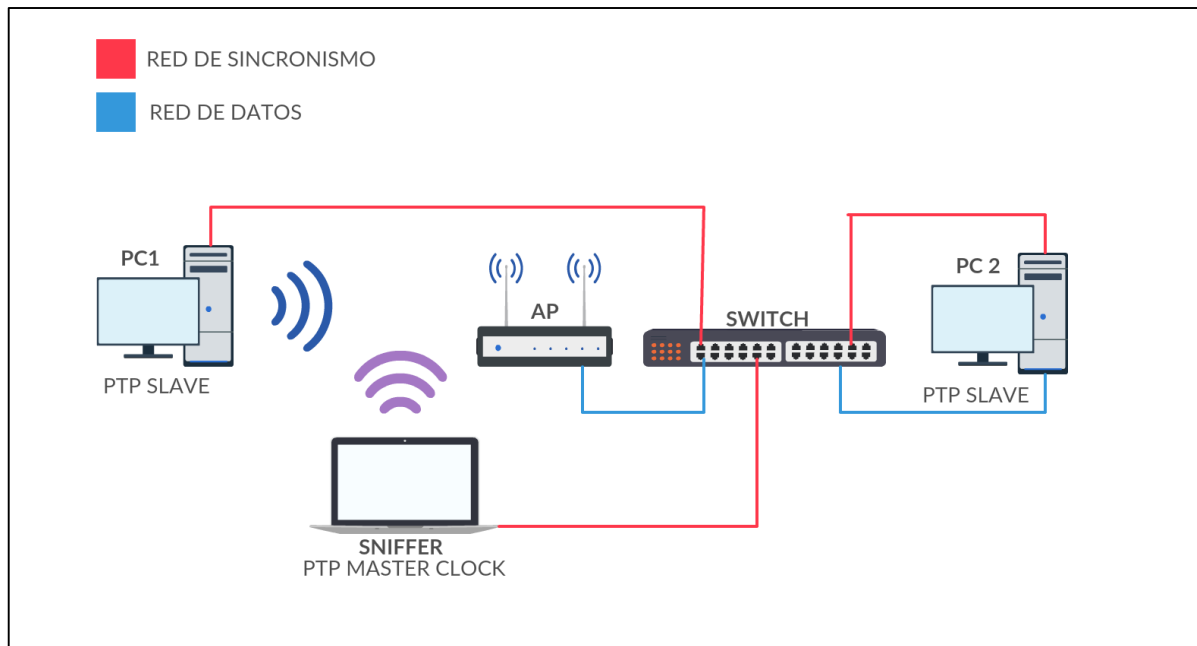 RED DE SINCRONISMO
RED DE DATOS
PC1
PTP SLAVE
AP
SWITCH
PC 2
PTP SLAVE
SNIFFER
PTP MASTER CLOCK